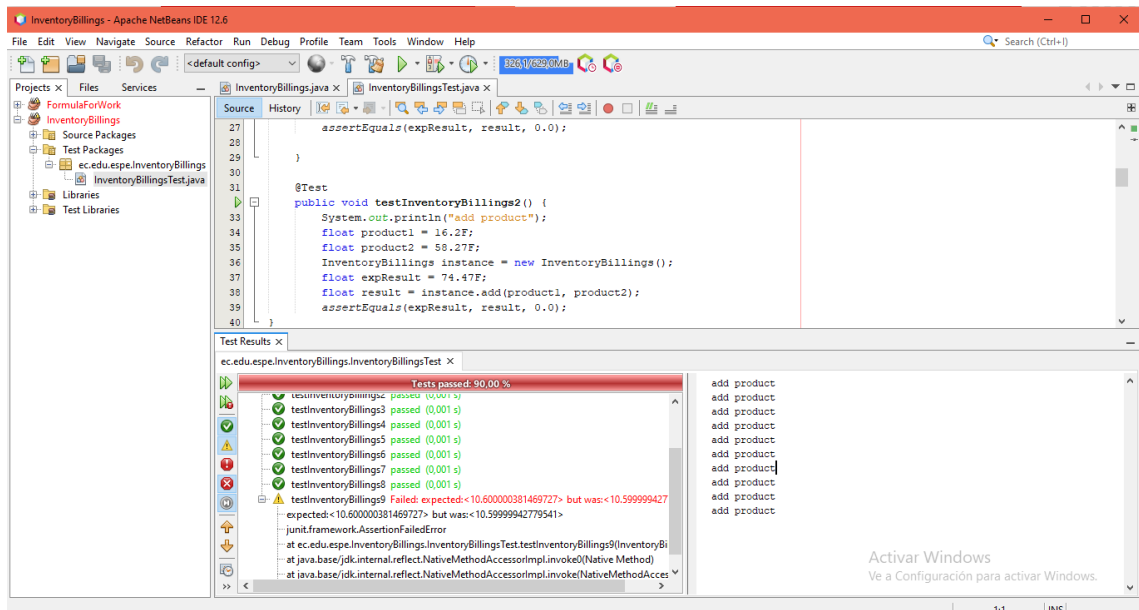 InventoryBillings - Apache NetBeans IDE 12.6
File Edit View Navigate Source Refactor Run Debug Profile Team Tools Window Help
Search (Ctrl+I)
<default config>
326,1/629,0MB
Projects Files Services
InventoryBillings.java InventoryBillingsTest.java
FormulaForWork
InventoryBillings
Source Packages
Test Packages
ec.edu.espe.InventoryBillings
InventoryBillingsTest.java
Libraries
Test Libraries
Source History
27 assertEquals(expResult, result, 0.0);
28
29 }
30
31 @Test
public void testInventoryBillings2() {
33 System.out.println("add product");
34 float product1 = 16.2F;
35 float product2 = 58.27F;
36 InventoryBillings instance = new InventoryBillings();
37 float expResult = 74.47F;
38 float result = instance.add(product1, product2);
39 assertEquals(expResult, result, 0.0);
40 }
Test Results
ec.edu.espe.InventoryBillings.InventoryBillingsTest
Tests passed: 90,00 %
testInventoryBillings2 passed (0,001 s)
testInventoryBillings3 passed (0,001 s)
testInventoryBillings4 passed (0,001 s)
testInventoryBillings5 passed (0,001 s)
testInventoryBillings6 passed (0,001 s)
testInventoryBillings7 passed (0,001 s)
testInventoryBillings8 passed (0,001 s)
testInventoryBillings9 Failed: expected:<10.600000381469727> but was:<10.599999427
expected:<10.600000381469727> but was:<10.59999942779541>
junit.framework.AssertionFailedError
at ec.edu.espe.InventoryBillings.InventoryBillingsTest.testInventoryBillings9(InventoryBi
at java.base/jdk.internal.reflect.NativeMethodAccessorImpl.invoke0(Native Method)
at java.base/jdk.internal.reflect.NativeMethodAccessorImpl.invoke(NativeMethodAcces
add product
add product
add product
add product
add product
add product
add product
add product
add product
add product
Activar Windows
Ve a Configuración para activar Windows.
1:1 INS